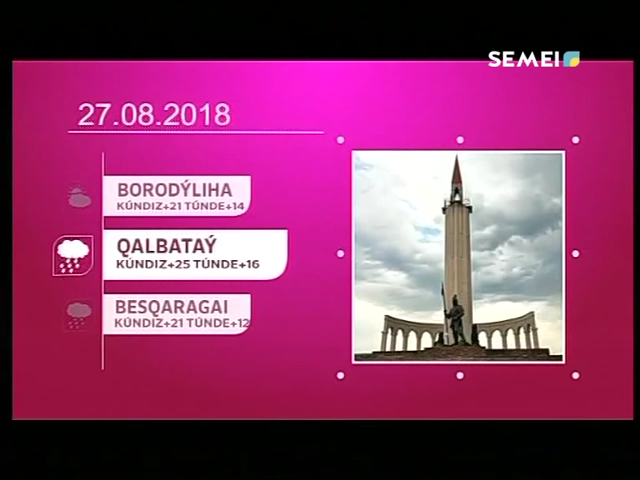 SEMEI
27.08.2018
BORODÝLIHA
KÚNDIZ+21 TÚNDE+14
QALBATAÝ
KÚNDIZ+25 TÚNDE+16
BESQARAGAI
KÚNDIZ+21 TÚNDE+12